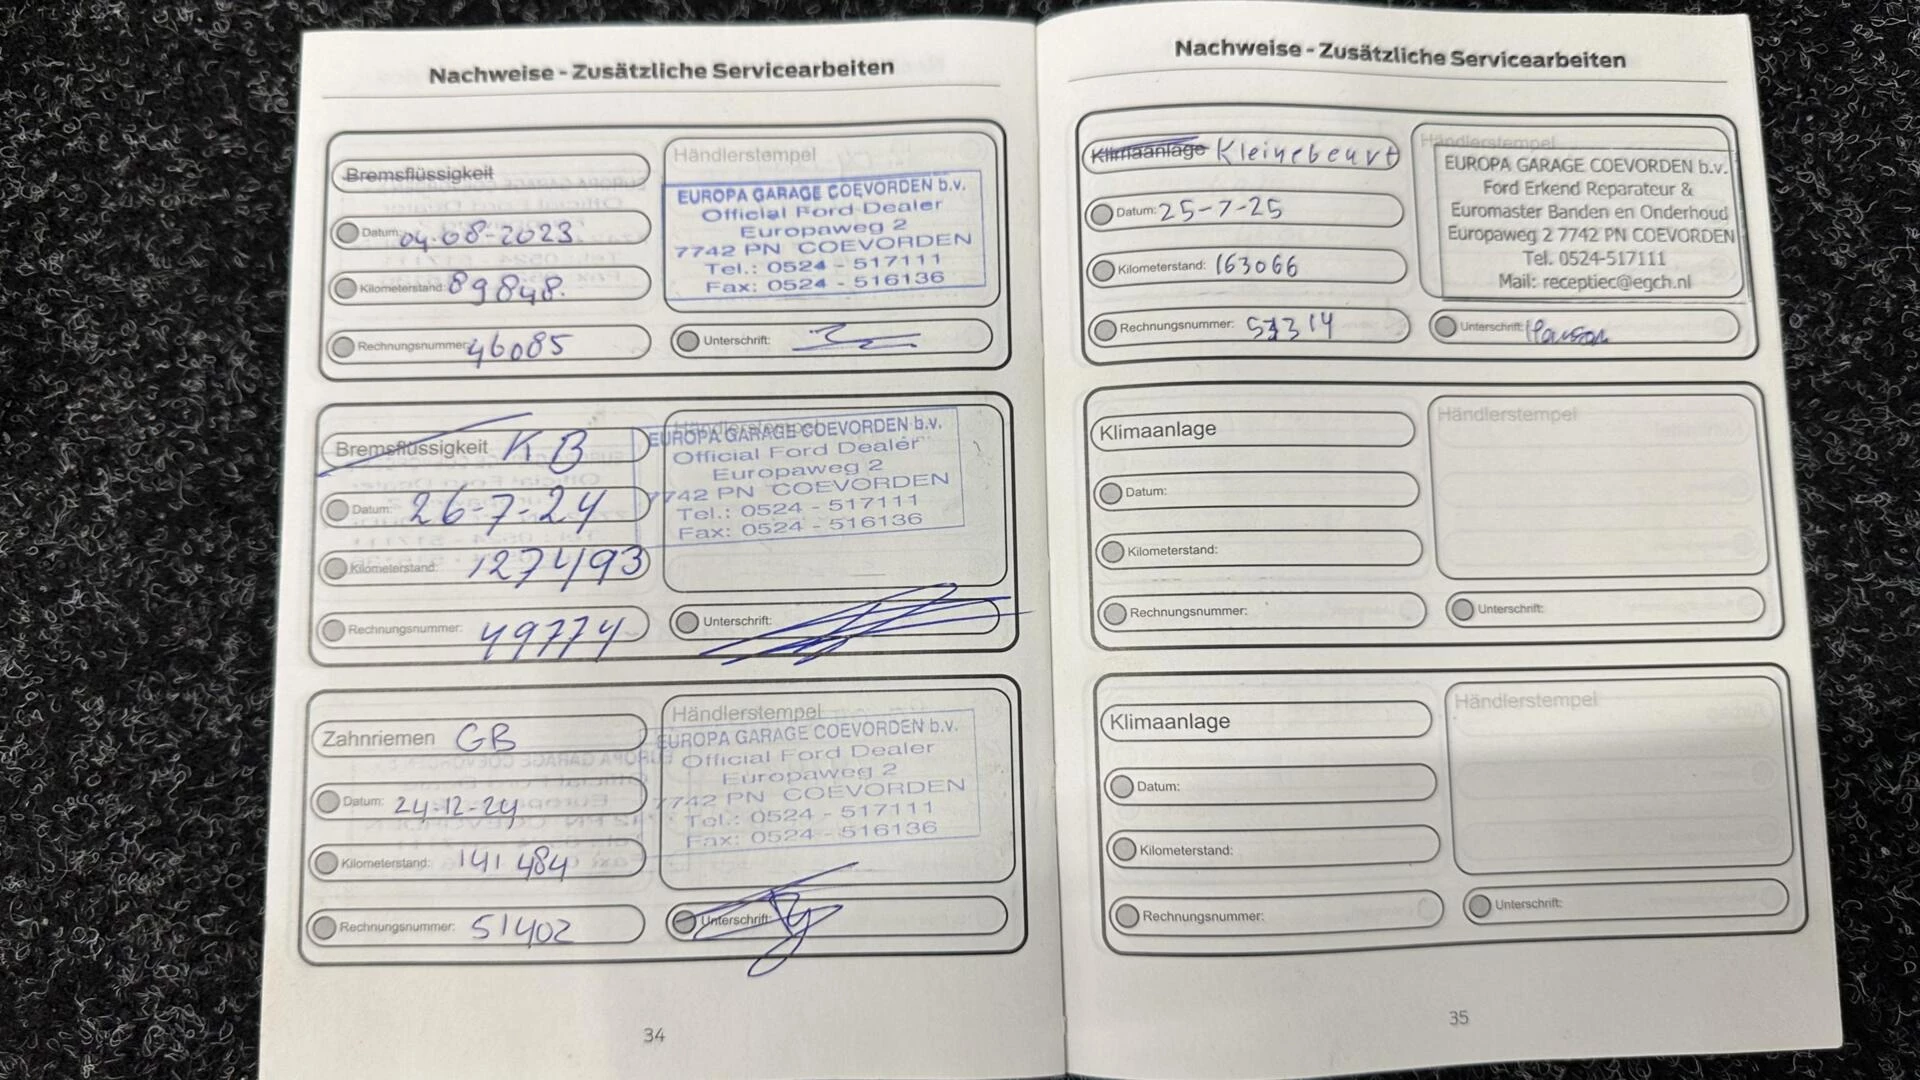 Nachweise - Zusätzliche Servicearbeiten
Bremsflüssigkeit
Datum: 04-08-2023
Kilometerstand: 89848.
Rechnungsnummer: 46085
Händlerstempel
EUROPA GARAGE COEVORDEN b.v.
Official Ford Dealer
Europaweg 2
7742 PN COEVORDEN
Tel.: 0524 - 517111
Fax: 0524 - 516136
Unterschrift:
Bremsflüssigkeit KB
Datum: 26-7-24
Kilometerstand: 127493
Rechnungsnummer: 49774
Händlerstempel
EUROPA GARAGE COEVORDEN b.v.
Official Ford Dealer
Europaweg 2
7742 PN COEVORDEN
Tel.: 0524 - 517111
Fax: 0524 - 516136
Unterschrift:
Zahnriemen GB
Datum: 24-12-24
Kilometerstand: 141 484
Rechnungsnummer: 51402
Händlerstempel
EUROPA GARAGE COEVORDEN b.v.
Official Ford Dealer
Europaweg 2
7742 PN COEVORDEN
Tel.: 0524 - 517111
Fax: 0524 - 516136
Unterschrift:
34
Nachweise - Zusätzliche Servicearbeiten
Klimaanlage Kleinebeurt
Datum: 25-7-25
Kilometerstand: 163066
Rechnungsnummer:
Händlerstempel
EUROPA GARAGE COEVORDEN b.v.
Ford Erkend Reparateur &
Euromaster Banden en Onderhoud
Europaweg 2 7742 PN COEVORDEN
Tel. 0524-517111
Mail: receptiec@egch.nl
Unterschrift:
Klimaanlage
Datum:
Kilometerstand:
Rechnungsnummer:
Händlerstempel
Unterschrift:
Klimaanlage
Datum:
Kilometerstand:
Rechnungsnummer:
Händlerstempel
Unterschrift:
35